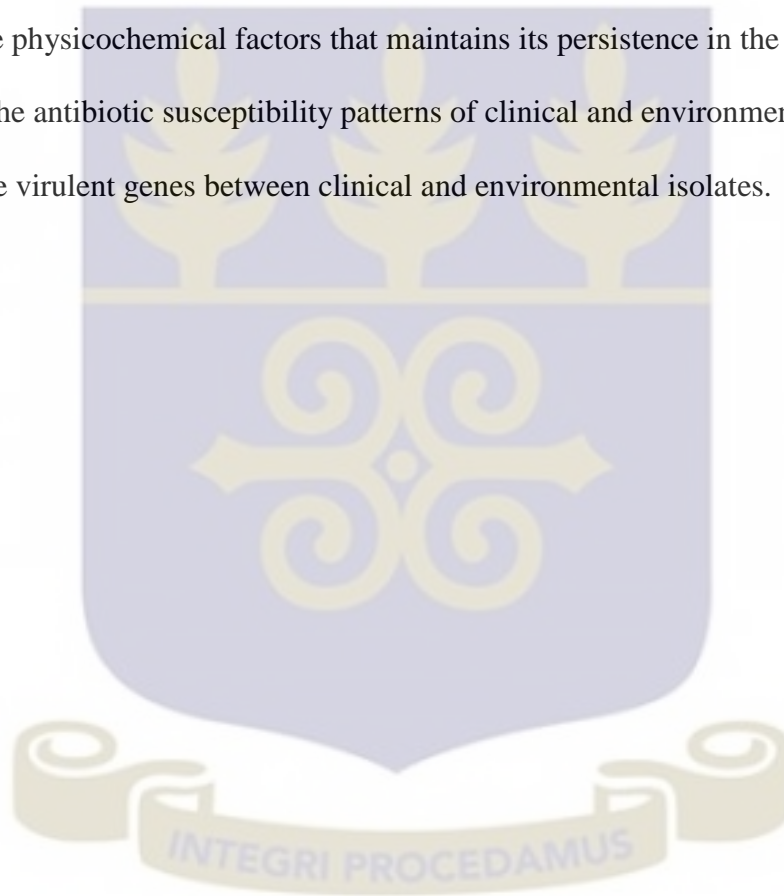 physicochemical factors that maintains its persistence in the
he antibiotic susceptibility patterns of clinical and environmen
e virulent genes between clinical and environmental isolates.
INTEGRI PROCEDAMUS